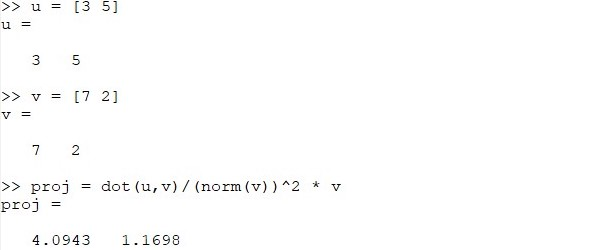 >> u = [3 5]
u =
3 5
>> v = [7 2]
v =
7 2
>> proj = dot(u,v)/(norm(v))^2 * v
proj =
4.0943 1.1698